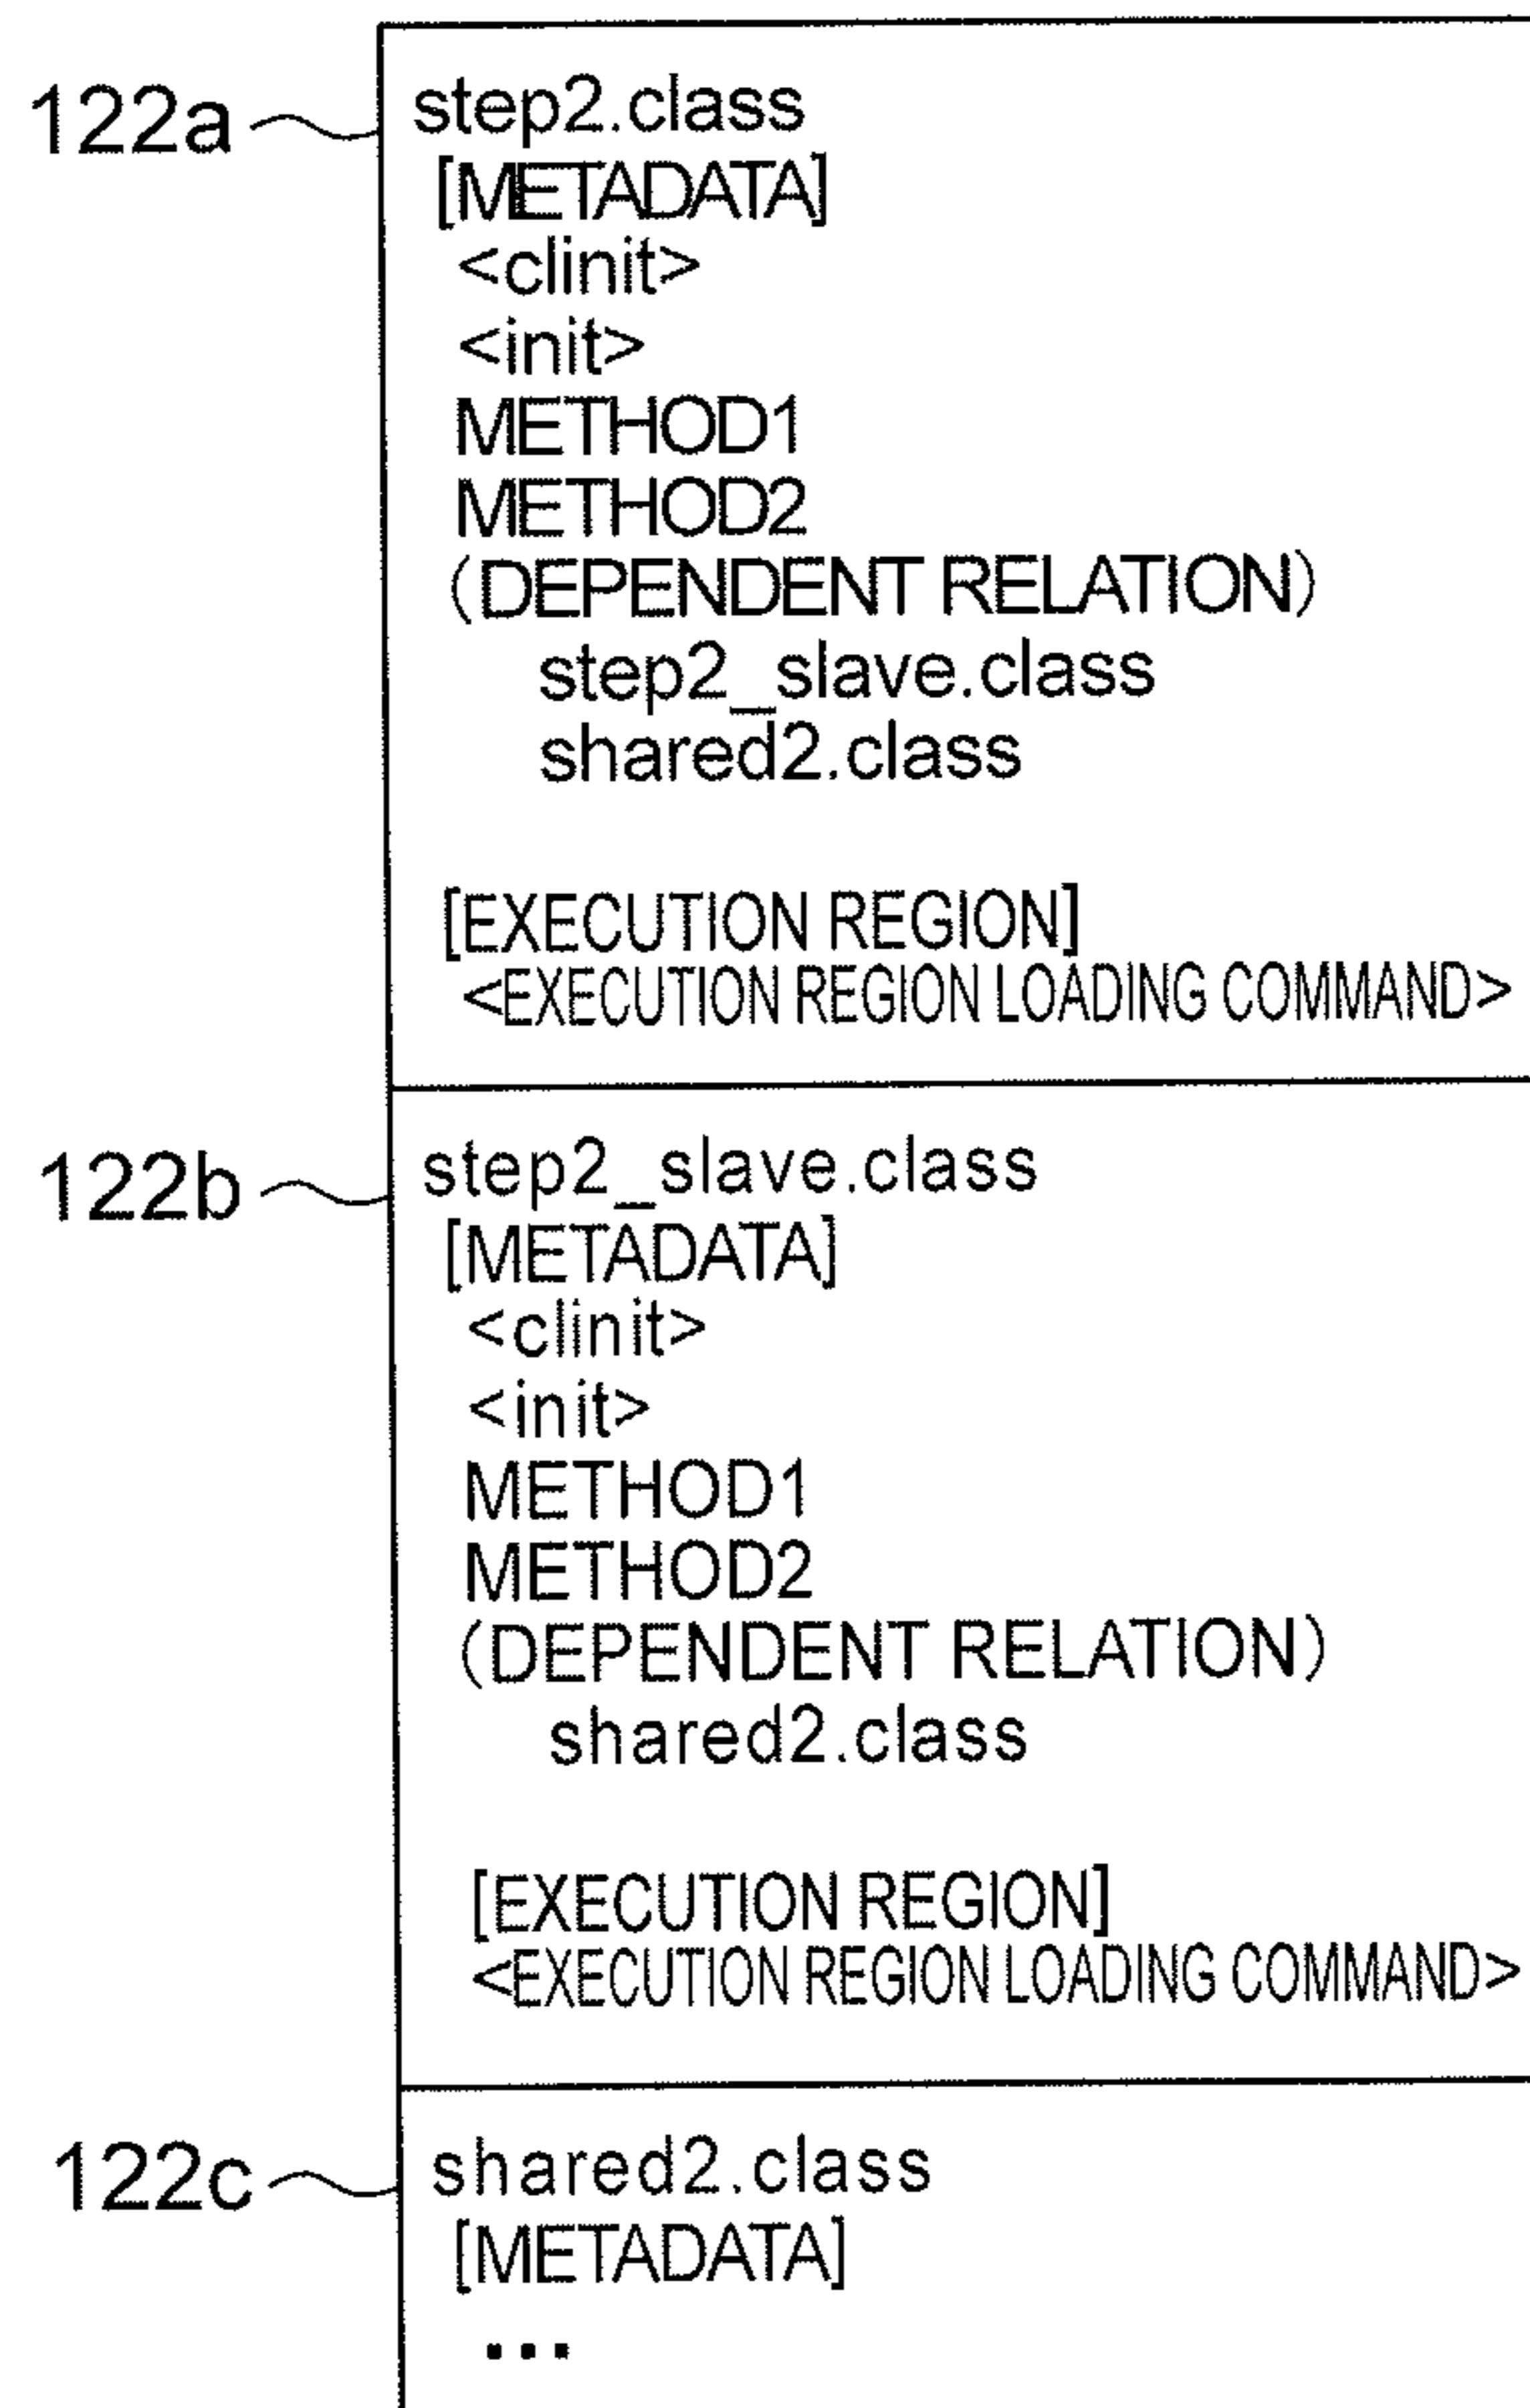 122a step2.class
[METADATA]
<clinit>
<init>
METHOD1
METHOD2
(DEPENDENT RELATION)
step2_slave.class
shared2.class
[EXECUTION REGION]
<EXECUTION REGION LOADING COMMAND>
122b step2_slave.class
[METADATA]
<clinit>
<init>
METHOD1
METHOD2
(DEPENDENT RELATION)
shared2.class
[EXECUTION REGION]
<EXECUTION REGION LOADING COMMAND>
122c shared2.class
[METADATA]
...